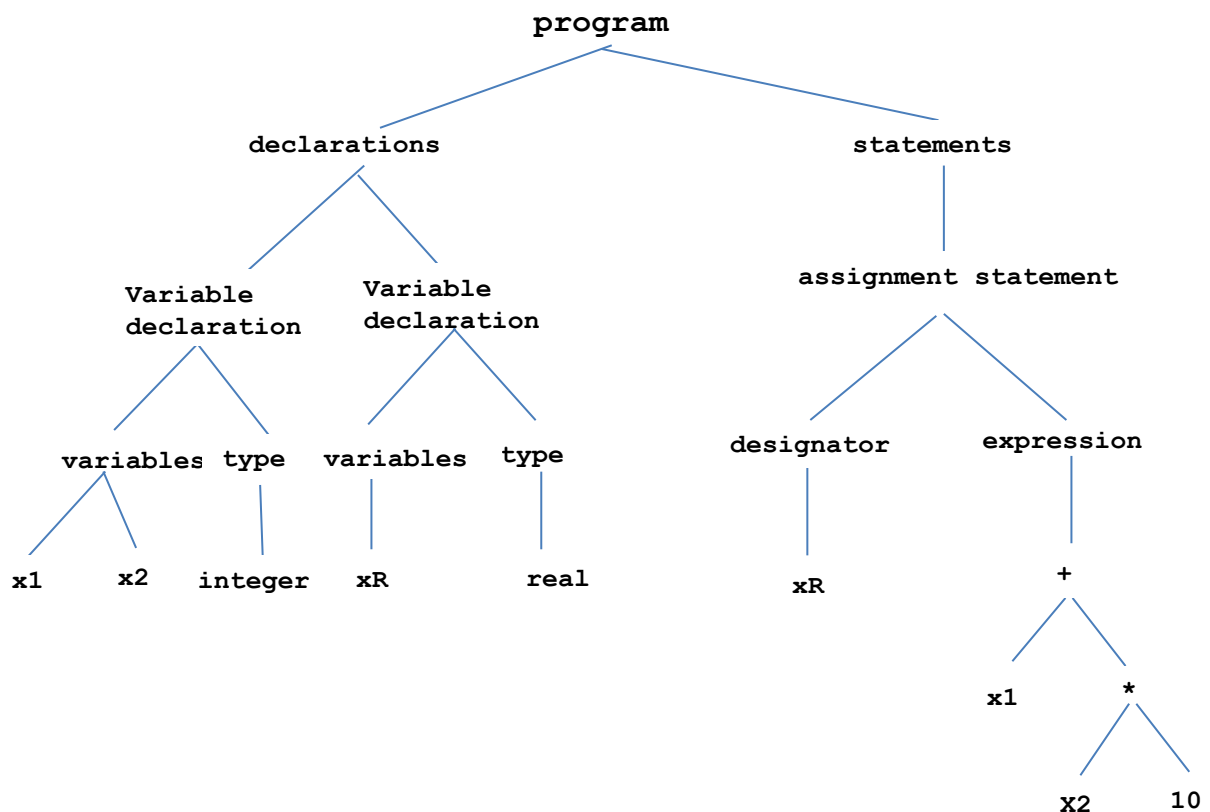 program
declarations
statements
Variable
declaration
Variable
declaration
assignment statement
variables
type
variables
type
designator
expression
x1
x2
integer
xR
real
xR
+
x1
*
X2
10